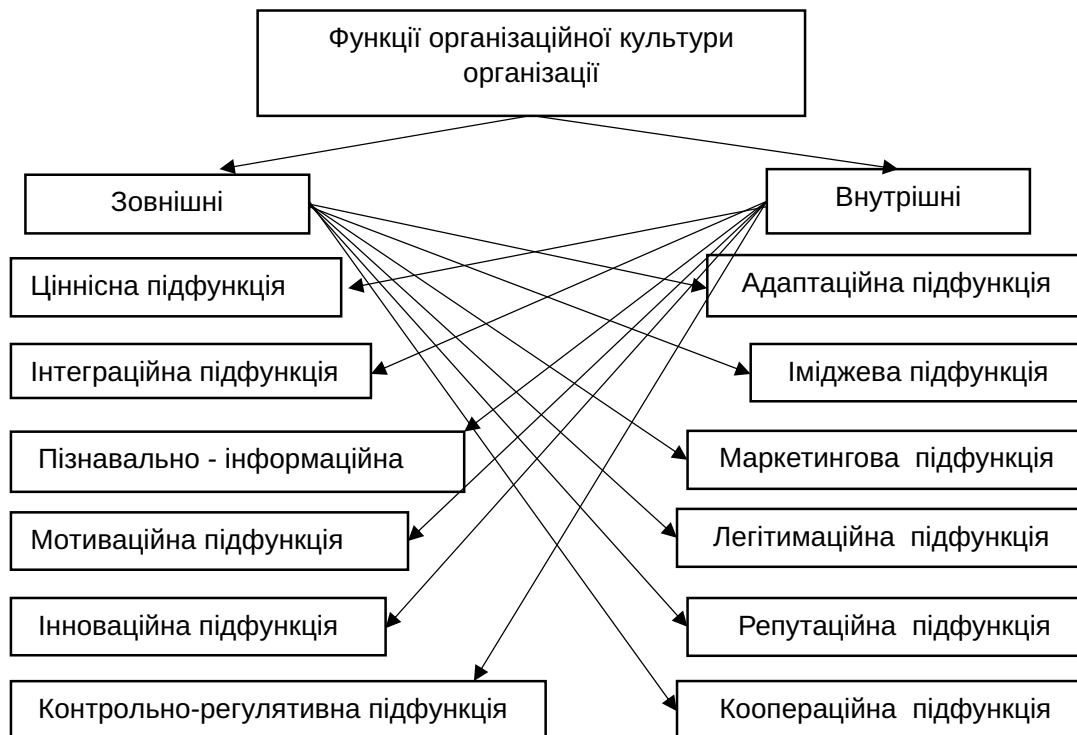 Функції організаційної культури
організації
Зовнішні
Внутрішні
Ціннісна підфункція
Адаптаційна підфункція
Інтеграційна підфункція
Іміджева підфункція
Пізнавально - інформаційна
Маркетингова  підфункція
Мотиваційна підфункція
Легітимаційна  підфункція
Інноваційна підфункція
Репутаційна  підфункція
Контрольно-регулятивна підфункція
Коопераційна  підфункція